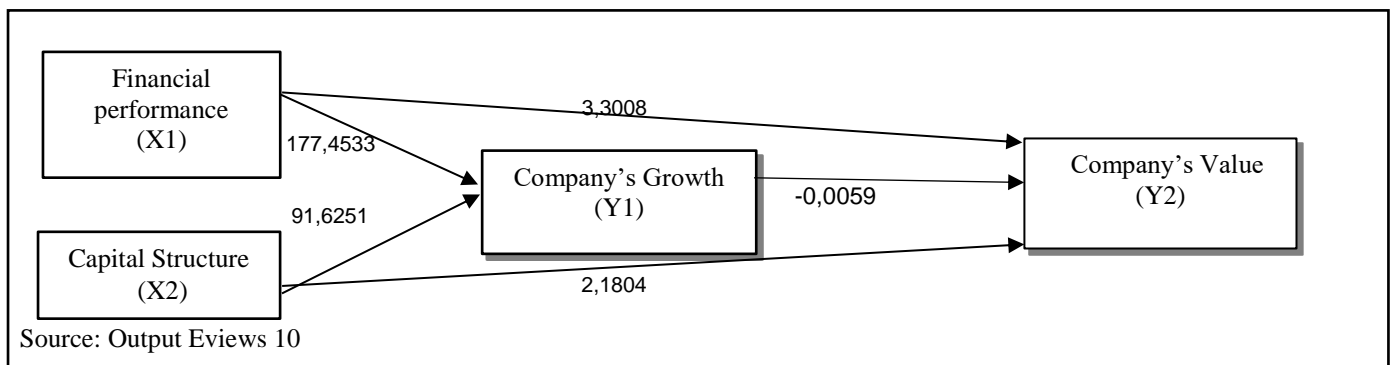 Financial
performance
(X1)
3,3008
177,4533
Company’s Growth
(Y1)
-0,0059
Company’s Value
(Y2)
91,6251
Capital Structure
(X2)
2,1804
Source: Output Eviews 10